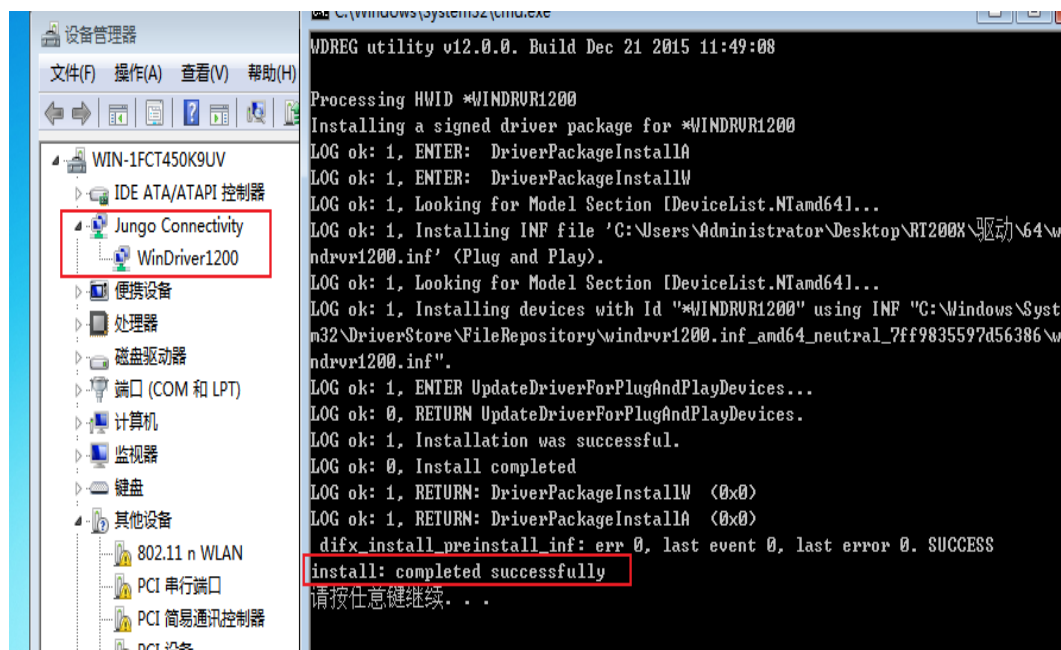 设备管理器
文件(F) 操作(A) 查看(V) 帮助(H)
WIN-1FCT450K9UV
IDE ATA/ATAPI 控制器
Jungo Connectivity
WinDriver1200
便携设备
处理器
磁盘驱动器
端口 (COM 和 LPT)
计算机
监视器
键盘
其他设备
802.11 n WLAN
PCI 串行端口
PCI 简易通讯控制器
PCI 设备
C:\Windows\System32\cmd.exe
WDREG utility v12.0.0. Build Dec 21 2015 11:49:08
Processing HWID *WINDRVR1200
Installing a signed driver package for *WINDRVR1200
LOG ok: 1, ENTER:  DriverPackageInstallA
LOG ok: 1, ENTER:  DriverPackageInstallW
LOG ok: 1, Looking for Model Section [DeviceList.NTamd64]...
LOG ok: 1, Installing INF file 'C:\Users\Administrator\Desktop\RT200X\驱动\64\w
ndrvr1200.inf' (Plug and Play).
LOG ok: 1, Looking for Model Section [DeviceList.NTamd64]...
LOG ok: 1, Installing devices with Id "*WINDRVR1200" using INF "C:\Windows\Syst
m32\DriverStore\FileRepository\windrvr1200.inf_amd64_neutral_7ff9835597d56386\w
ndrvr1200.inf".
LOG ok: 1, ENTER UpdateDriverForPlugAndPlayDevices...
LOG ok: 0, RETURN UpdateDriverForPlugAndPlayDevices.
LOG ok: 1, Installation was successful.
LOG ok: 0, Install completed
LOG ok: 1, RETURN: DriverPackageInstallW  (0x0)
LOG ok: 1, RETURN: DriverPackageInstallA  (0x0)
difx_install_preinstall_inf: err 0, last event 0, last error 0. SUCCESS
install: completed successfully
请按任意键继续. . .